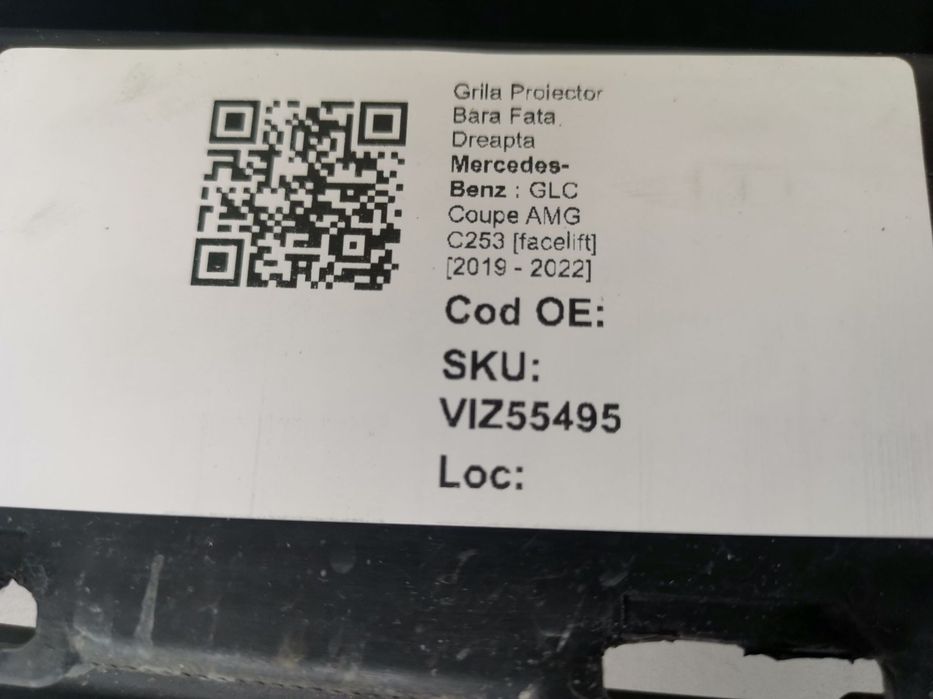 Grila Proiector
Bara Fata
Dreapta
Mercedes-
Benz : GLC
Coupe AMG
C253 [facelift]
[2019 - 2022]
Cod OE:
SKU:
VIZ55495
Loc: